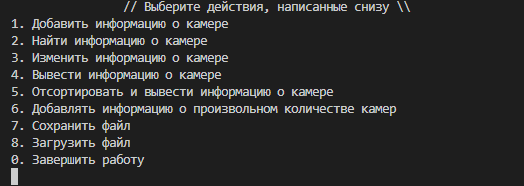 // Выберите действия, написанные снизу \\
1. Добавить информацию о камере
2. Найти информацию о камере
3. Изменить информацию о камере
4. Вывести информацию о камере
5. Отсортировать и вывести информацию о камере
6. Добавлять информацию о произвольном количестве камер
7. Сохранить файл
8. Загрузить файл
0. Завершить работу